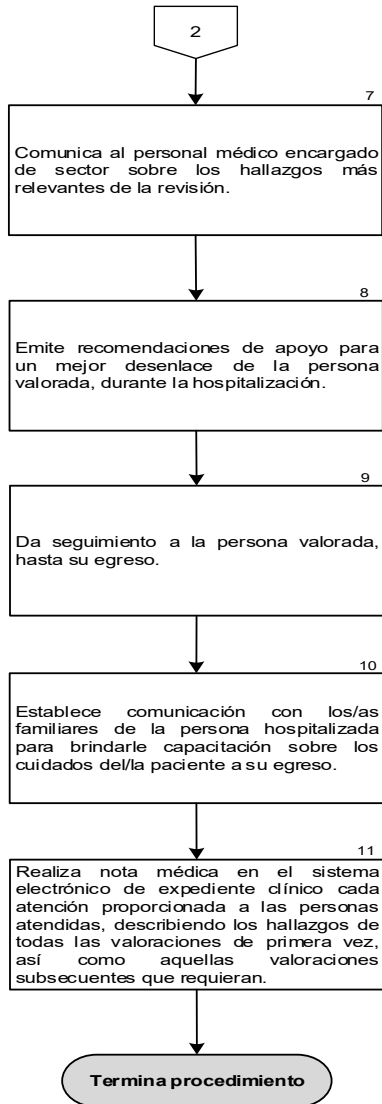 2
7
Comunica al personal médico encargado
de sector sobre los hallazgos más
relevantes de la revisión.
8
Emite recomendaciones de apoyo para
un mejor desenlace de la persona
valorada, durante la hospitalización.
9
Da seguimiento a la persona valorada,
hasta su egreso.
10
Establece comunicación con los/as
familiares de la persona hospitalizada
para brindarle capacitación sobre los
cuidados del/la paciente a su egreso.
11
Realiza nota médica en el sistema
electrónico de expediente clínico cada
atención proporcionada a las personas
atendidas, describiendo los hallazgos de
todas las valoraciones de primera vez,
así como aquellas valoraciones
subsecuentes que requieran.
Termina procedimiento